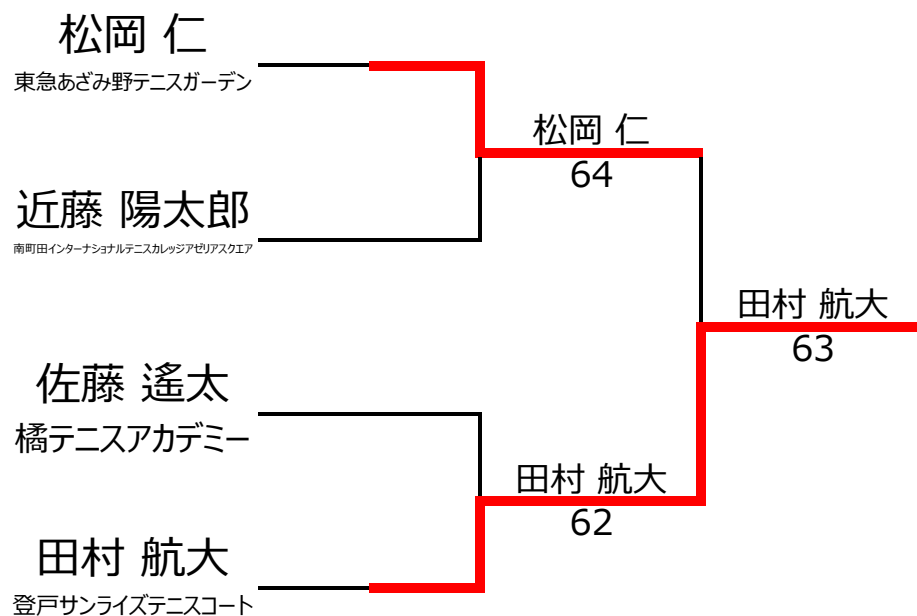 松岡 仁
東急あざみ野テニスガーデン
松岡 仁
64
近藤 陽太郎
南町田インターナショナルテニスカレッジアゼリアスクエア
田村 航大
63
佐藤 遙太
橘テニスアカデミー
田村 航大
62
田村 航大
登戸サンライズテニスコート